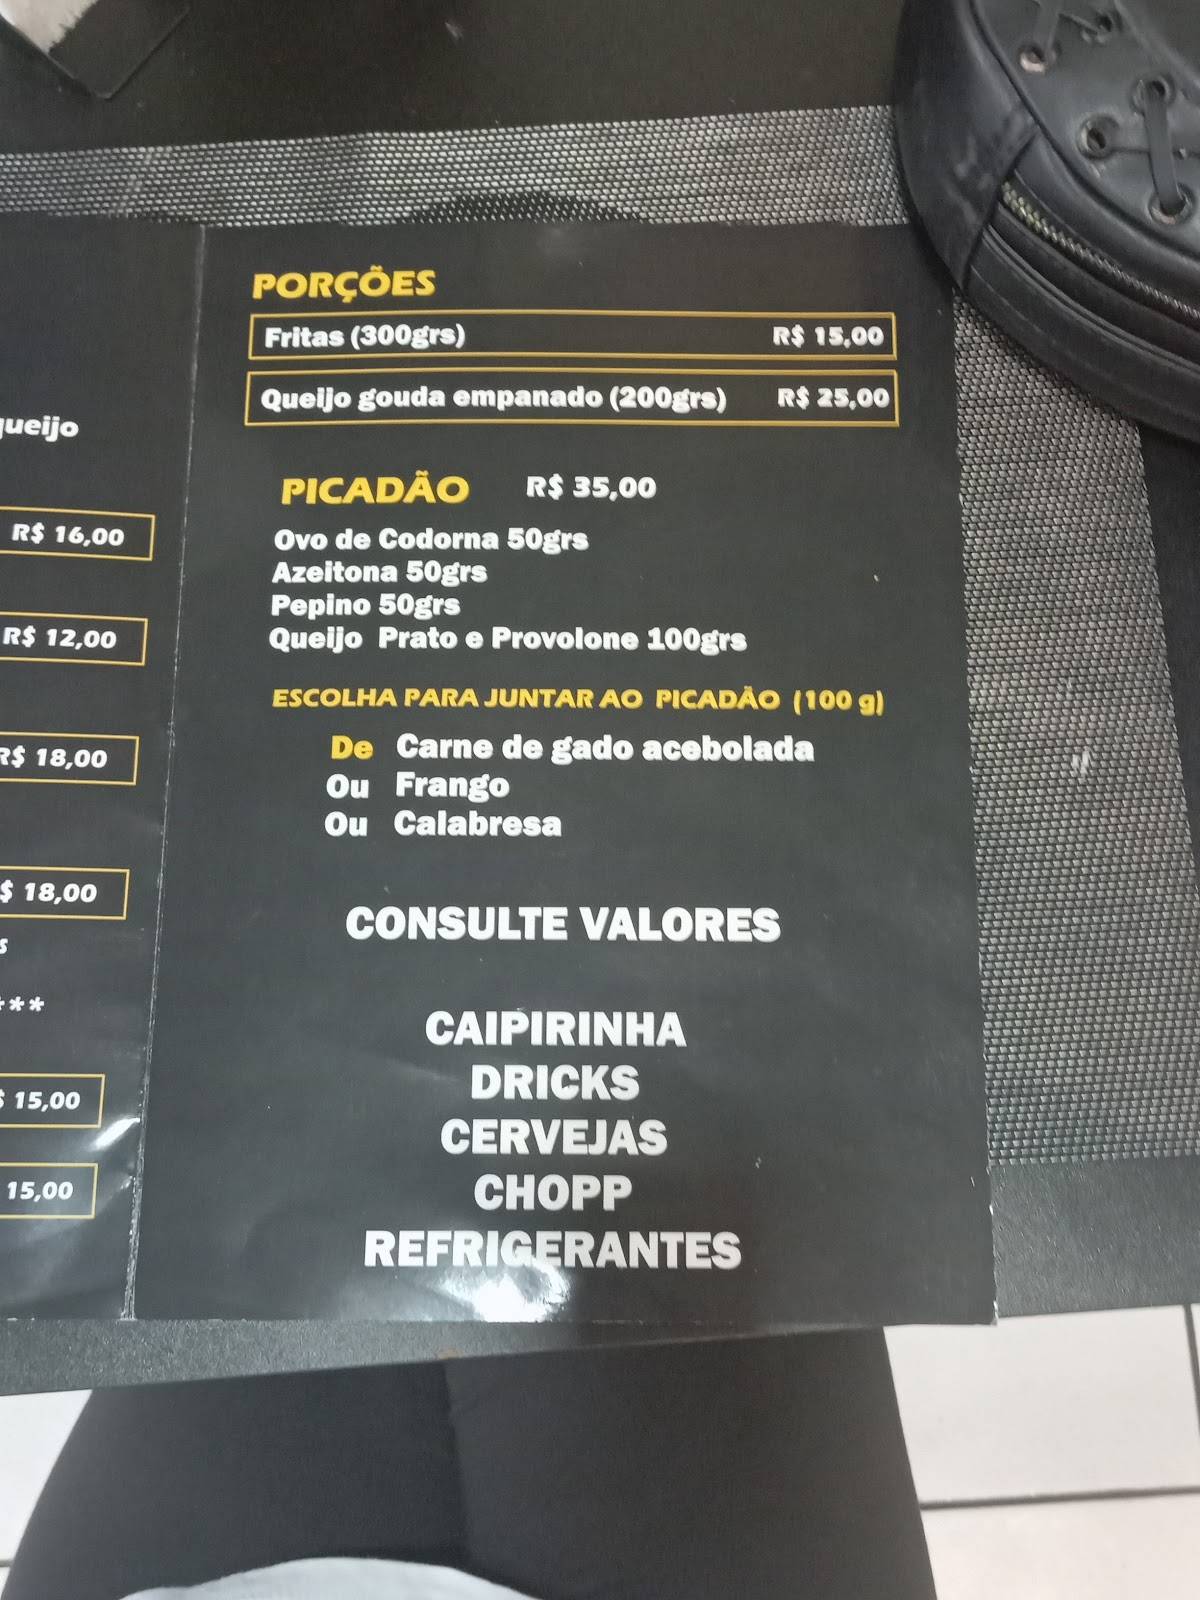 queijo
R$ 16,00
R$ 12,00
R$ 18,00
$ 18,00
s
***
$ 15,00
15,00
PORÇÕES
Fritas (300grs) R$ 15,00
Queijo gouda empanado (200grs) R$ 25,00
PICADÃO R$ 35,00
Ovo de Codorna 50grs
Azeitona 50grs
Pepino 50grs
Queijo Prato e Provolone 100grs
ESCOLHA PARA JUNTAR AO PICADÃO (100 g)
De Carne de gado acebolada
Ou Frango
Ou Calabresa
CONSULTE VALORES
CAIPIRINHA
DRICKS
CERVEJAS
CHOPP
REFRIGERANTES